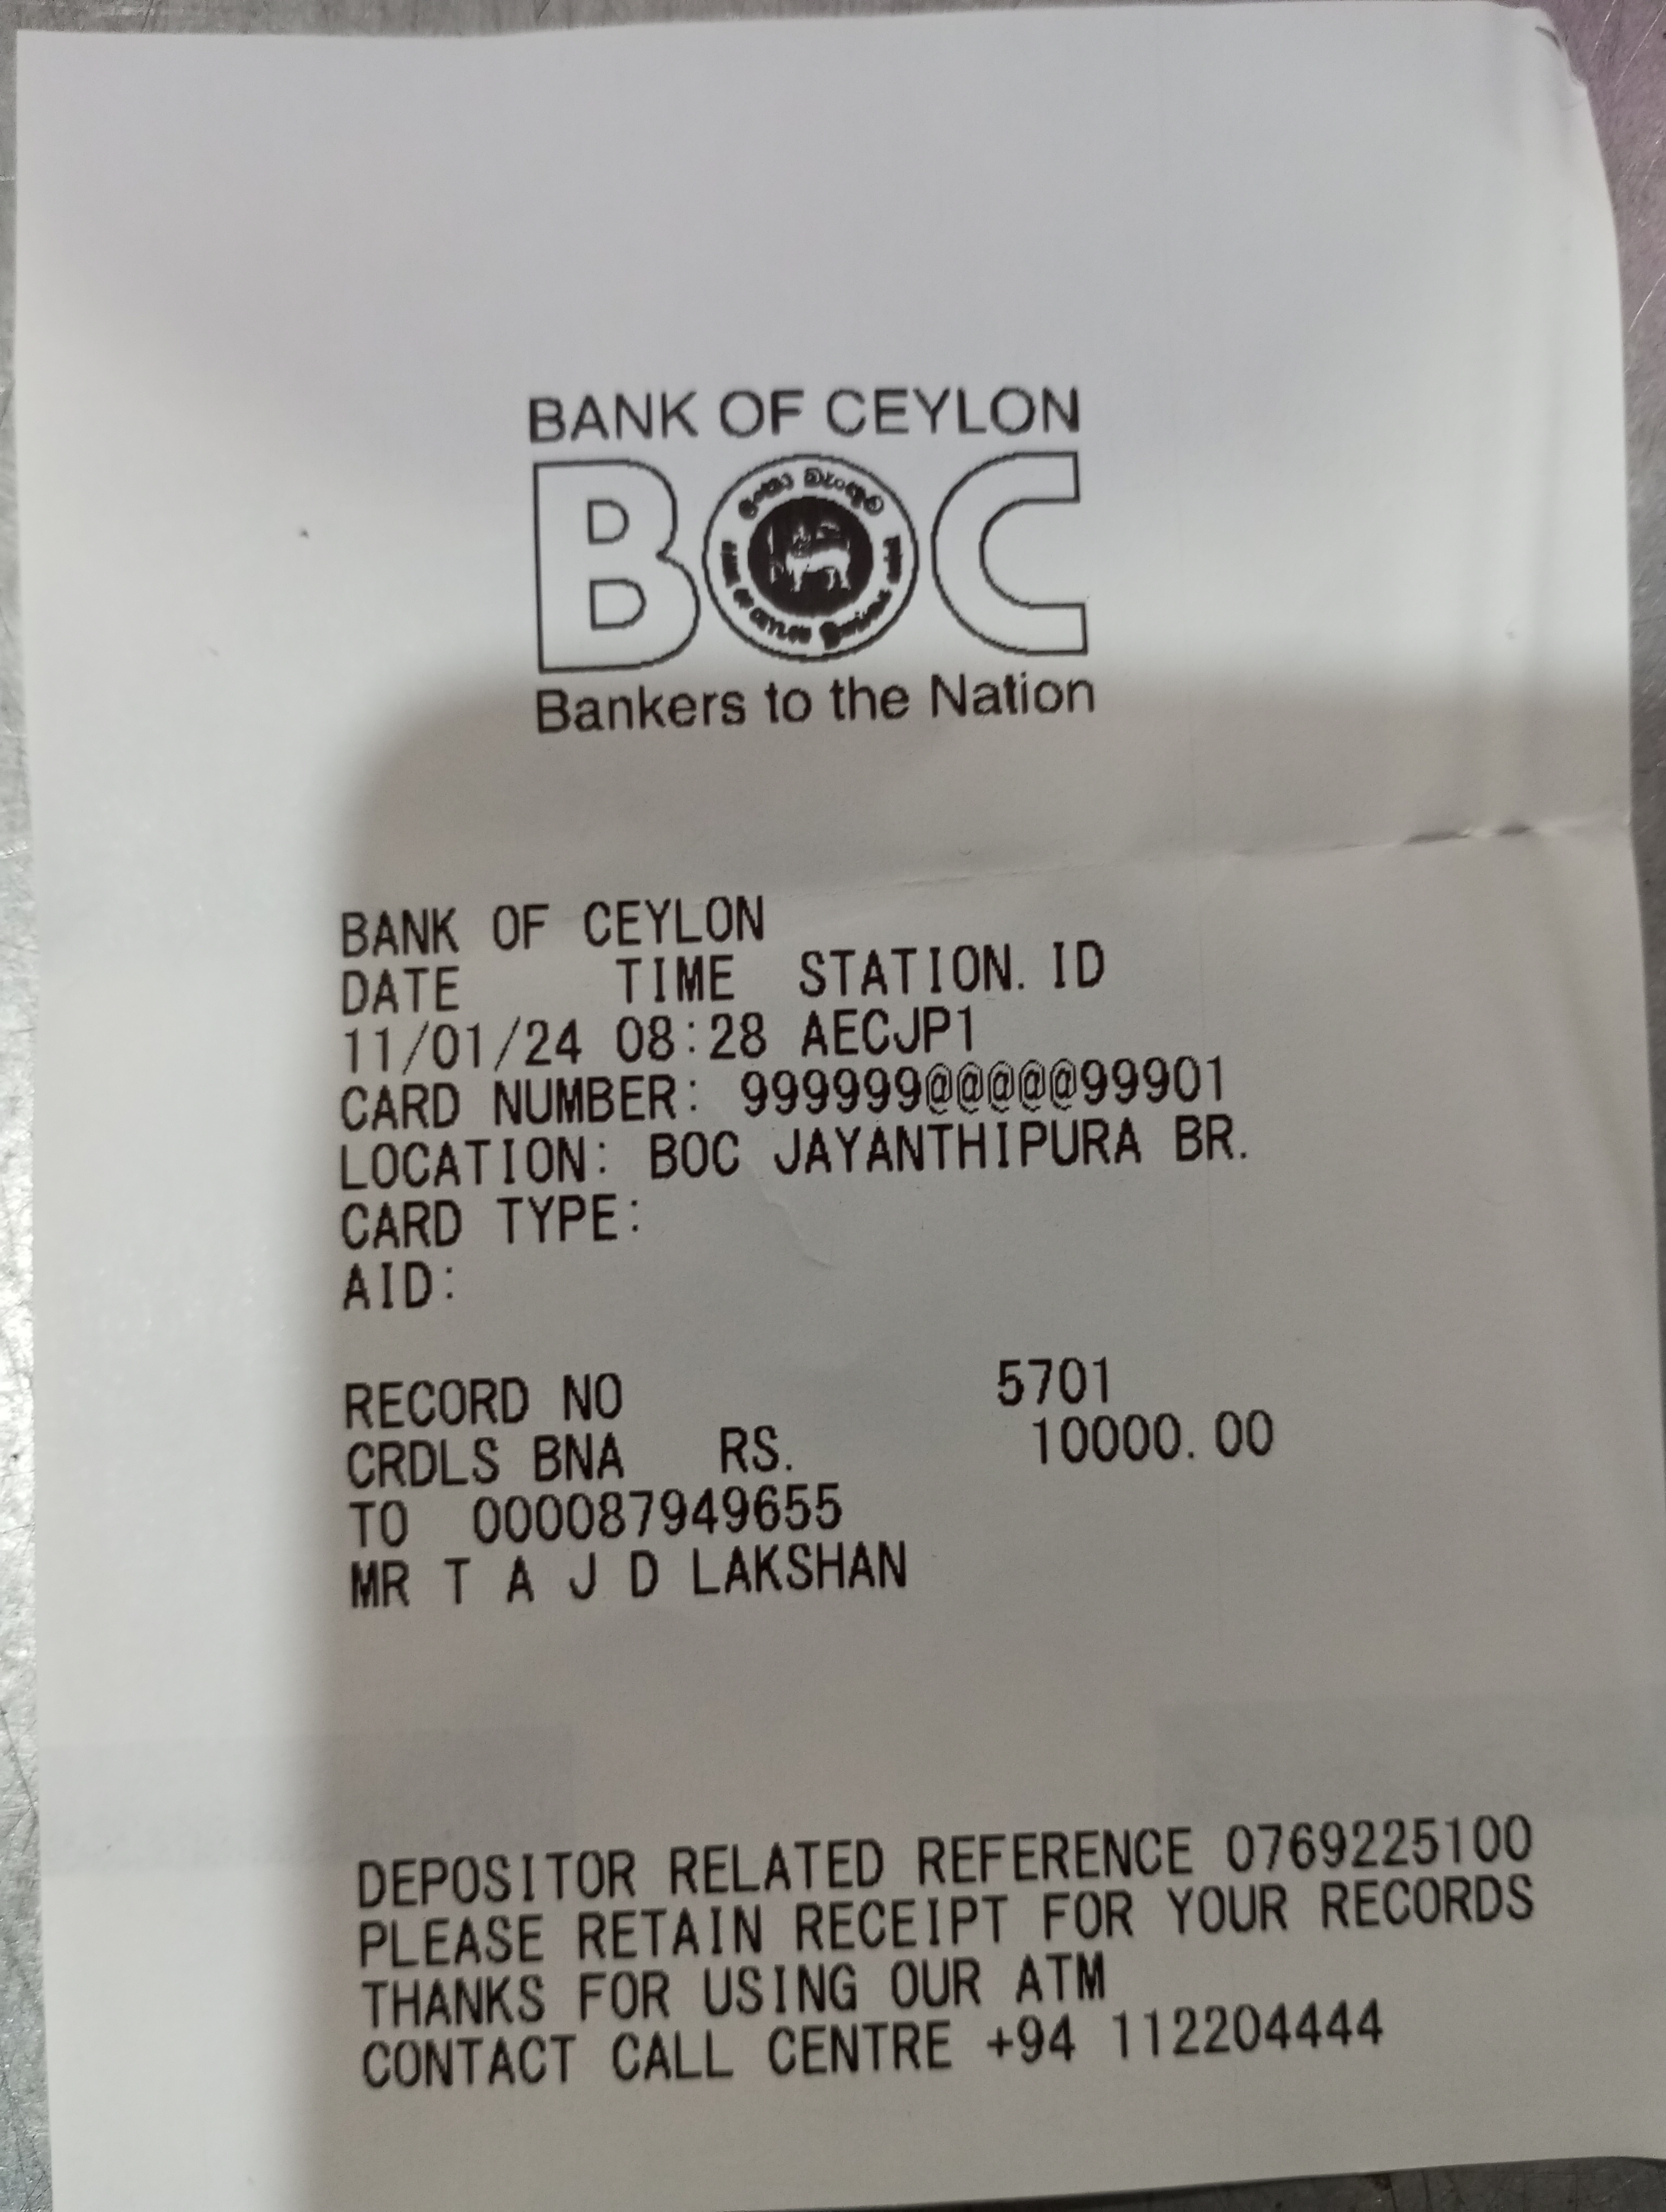 BANK OF CEYLON
BOC
BANK OF CEYLON
Bankers to the Nation
BANK OF CEYLON
DATE TIME STATION. ID
11/01/24 08:28 AECJP1
CARD NUMBER: 999999@@@@@99901
LOCATION: BOC JAYANTHIPURA BR.
CARD TYPE:
AID:
RECORD NO 5701
CRDLS BNA RS. 10000.00
TO 000087949655
MR T A J D LAKSHAN
DEPOSITOR RELATED REFERENCE 0769225100
PLEASE RETAIN RECEIPT FOR YOUR RECORDS
THANKS FOR USING OUR ATM
CONTACT CALL CENTRE +94 112204444